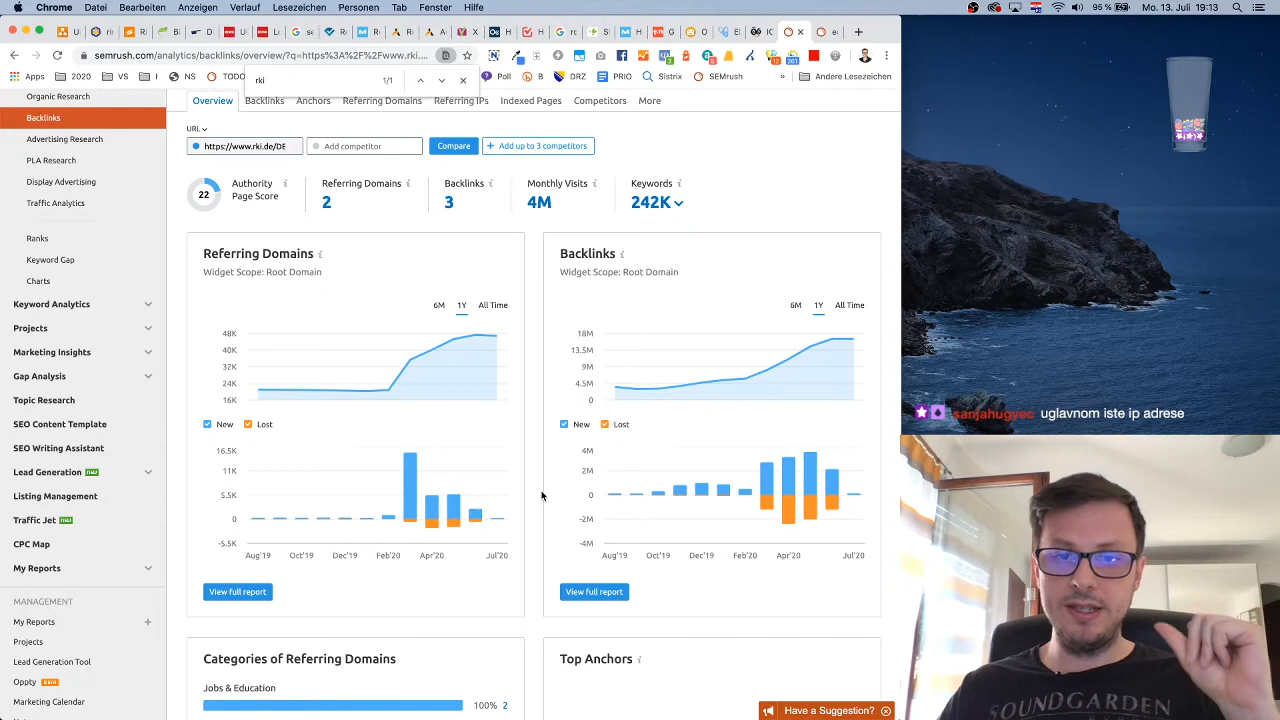 Chrome Datei Bearbeiten Anzeigen Verlauf Lesezeichen Personen Tab Fenster Hilfe
95 % Mo. 13. Juli 19:13
semrush.com/analytics/backlinks/overview/?q=https%3A%2F%2Fwww.rki....
Apps 2020 VS NS TODO Poll B DRZ PRIO Sistrix SEMrush » Andere Lesezeichen
rki 1/1
Organic Research
Backlinks
Advertising Research
PLA Research
Display Advertising
Traffic Analytics
Ranks
Keyword Gap
Charts
Keyword Analytics
Projects
Marketing Insights
Gap Analysis
Topic Research
SEO Content Template
SEO Writing Assistant
Lead Generation NEU
Listing Management
Traffic Jet NEU
CPC Map
My Reports
MANAGEMENT
My Reports +
Projects
Lead Generation Tool
Oppty BETA
Marketing Calendar
Overview Backlinks Anchors Referring Domains Referring IPs Indexed Pages Competitors More
URL
https://www.rki.de/DE Add competitor Compare + Add up to 3 competitors
22 Authority Page Score
Referring Domains 2
Backlinks 3
Monthly Visits 4M
Keywords 242K
Referring Domains
Widget Scope: Root Domain
6M 1Y All Time
48K
40K
32K
24K
16K
New Lost
16.5K
11K
5.5K
0
-5.5K
Aug'19 Oct'19 Dec'19 Feb'20 Apr'20 Jul'20
View full report
Backlinks
Widget Scope: Root Domain
6M 1Y All Time
18M
13.5M
9M
4.5M
0
New Lost
4M
2M
0
-2M
-4M
Aug'19 Oct'19 Dec'19 Feb'20 Apr'20 Jul'20
View full report
Categories of Referring Domains
Jobs & Education
100% 2
Top Anchors
Have a Suggestion?
sanjahugyec uglavnom iste ip adrese
SOUNDGARDEN